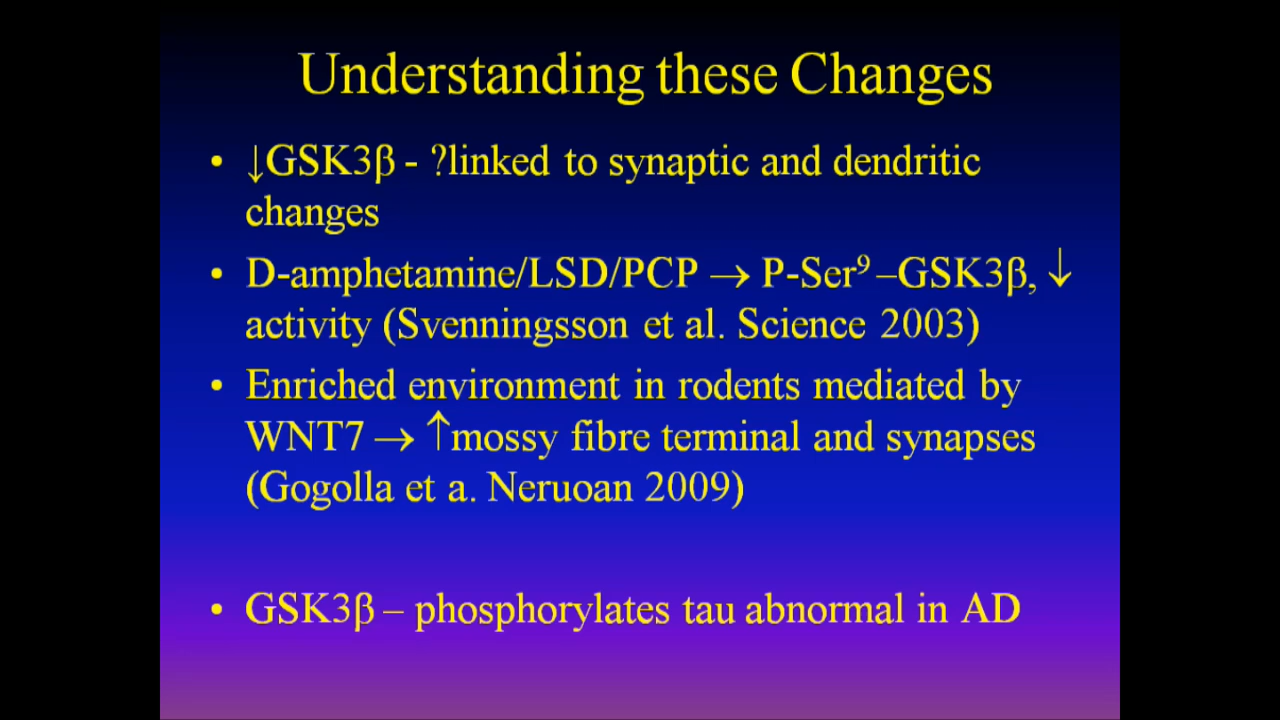 Understanding these Changes
• ↓GSK3β - ?linked to synaptic and dendritic
changes
• D-amphetamine/LSD/PCP → P-Ser⁹ –GSK3β, ↓
activity (Svenningsson et al. Science 2003)
• Enriched environment in rodents mediated by
WNT7 → ↑mossy fibre terminal and synapses
(Gogolla et a. Neruoan 2009)
• GSK3β – phosphorylates tau abnormal in AD